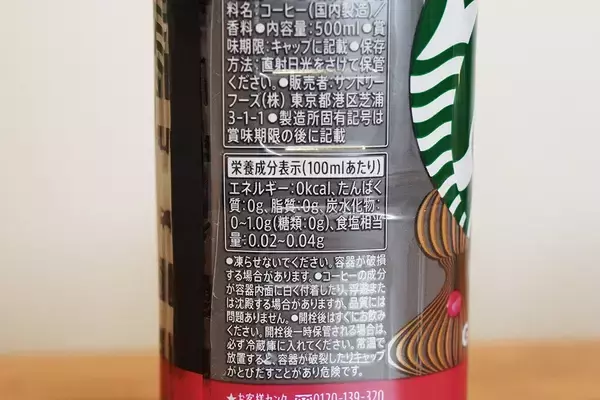 料名:コーヒー(国内製造)/
香料●内容量:500ml●賞
味期限:キャップに記載●保存
方法:直射日光をさけて保管
ください。●販売者:サントリー
フーズ(株) 東京都港区芝浦
3-1-1●製造所固有記号は
賞味期限の後に記載
栄養成分表示(100mlあたり)
エネルギー:0kcal、たんぱく
質:0g、脂質:0g、炭水化物:
0~1.0g(糖類:0g)、食塩相当
量:0.02~0.04g
●凍らせないでください。容器が破損
する場合があります。●コーヒーの成分
が容器内面に白く付着したり、浮遊また
は沈殿する場合がありますが、品質には
問題ありません。●開栓後はすぐにお飲み
ください。開栓後一時保管される場合は、
必ず冷蔵庫に入れてください。常温で
放置すると、容器が破裂したりキャップ
がとびだすことがあり危険です。
★お客様センター 0120-139-320